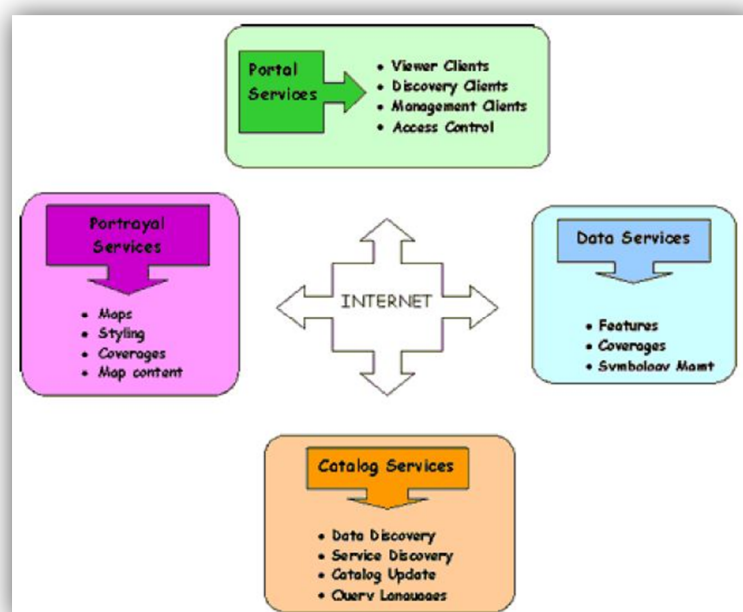 Portal
Services
• Viewer Clients
• Discovery Clients
• Management Clients
• Access Control
Portrayal
Services
• Maps
• Styling
• Coverages
• Map content
INTERNET
Data Services
• Features
• Coverages
• Symbology Mgmt
Catalog Services
• Data Discovery
• Service Discovery
• Catalog Update
• Query Languages